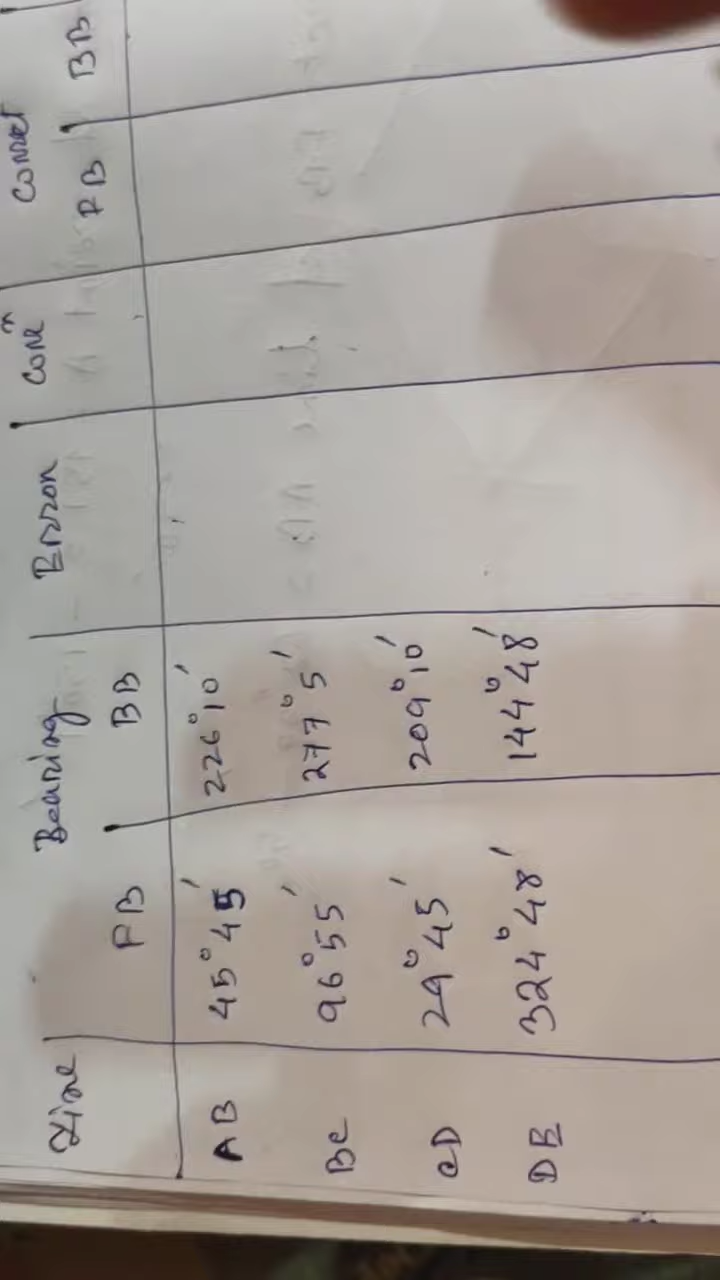 Line Bearing Error Corrn Correct
FB BB FB BB
AB 45°45' 226°10'
BC 96°55' 277°5'
CD 29°45' 209°10'
DE 324°48' 144°48'